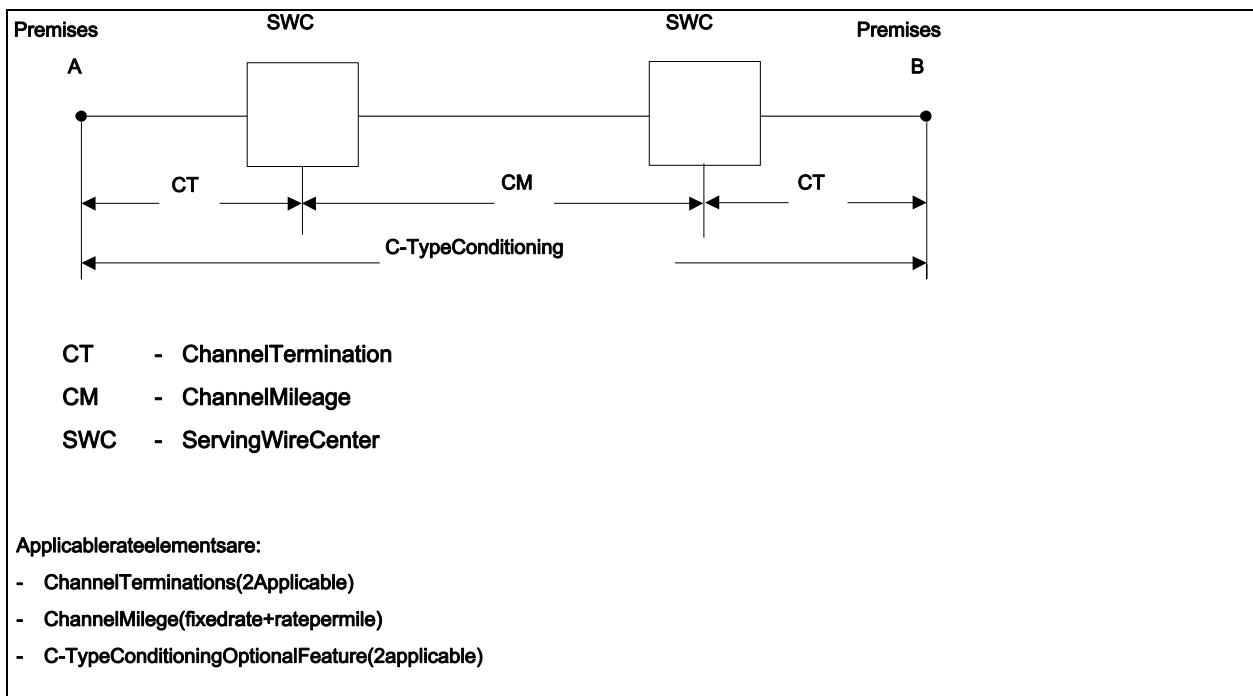 SWC SWC
Premises Premises
A B
CT CM CT
C-TypeConditioning
CT - ChannelTermination
CM - ChannelMileage
SWC - ServingWireCenter
Applicablerateelementsare:
- ChannelTerminations(2Applicable)
- ChannelMilege(fixedrate+ratepermile)
- C-TypeConditioningOptionalFeature(2applicable)